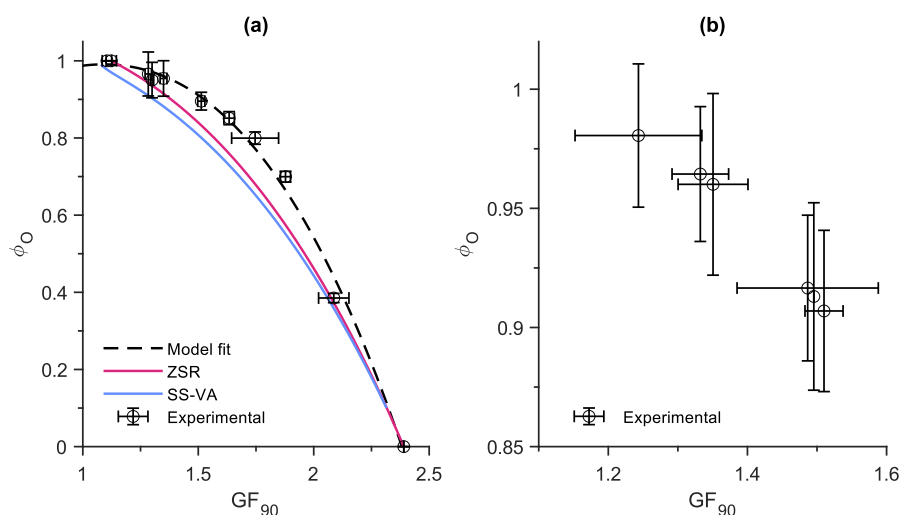 (a)
1
0.8
0.6
0.4
0.2
0
ϕO
Model fit
ZSR
SS-VA
Experimental
1
1.5
2
2.5
GF90
(b)
1
0.95
0.9
0.85
ϕO
Experimental
1.2
1.4
1.6
GF90